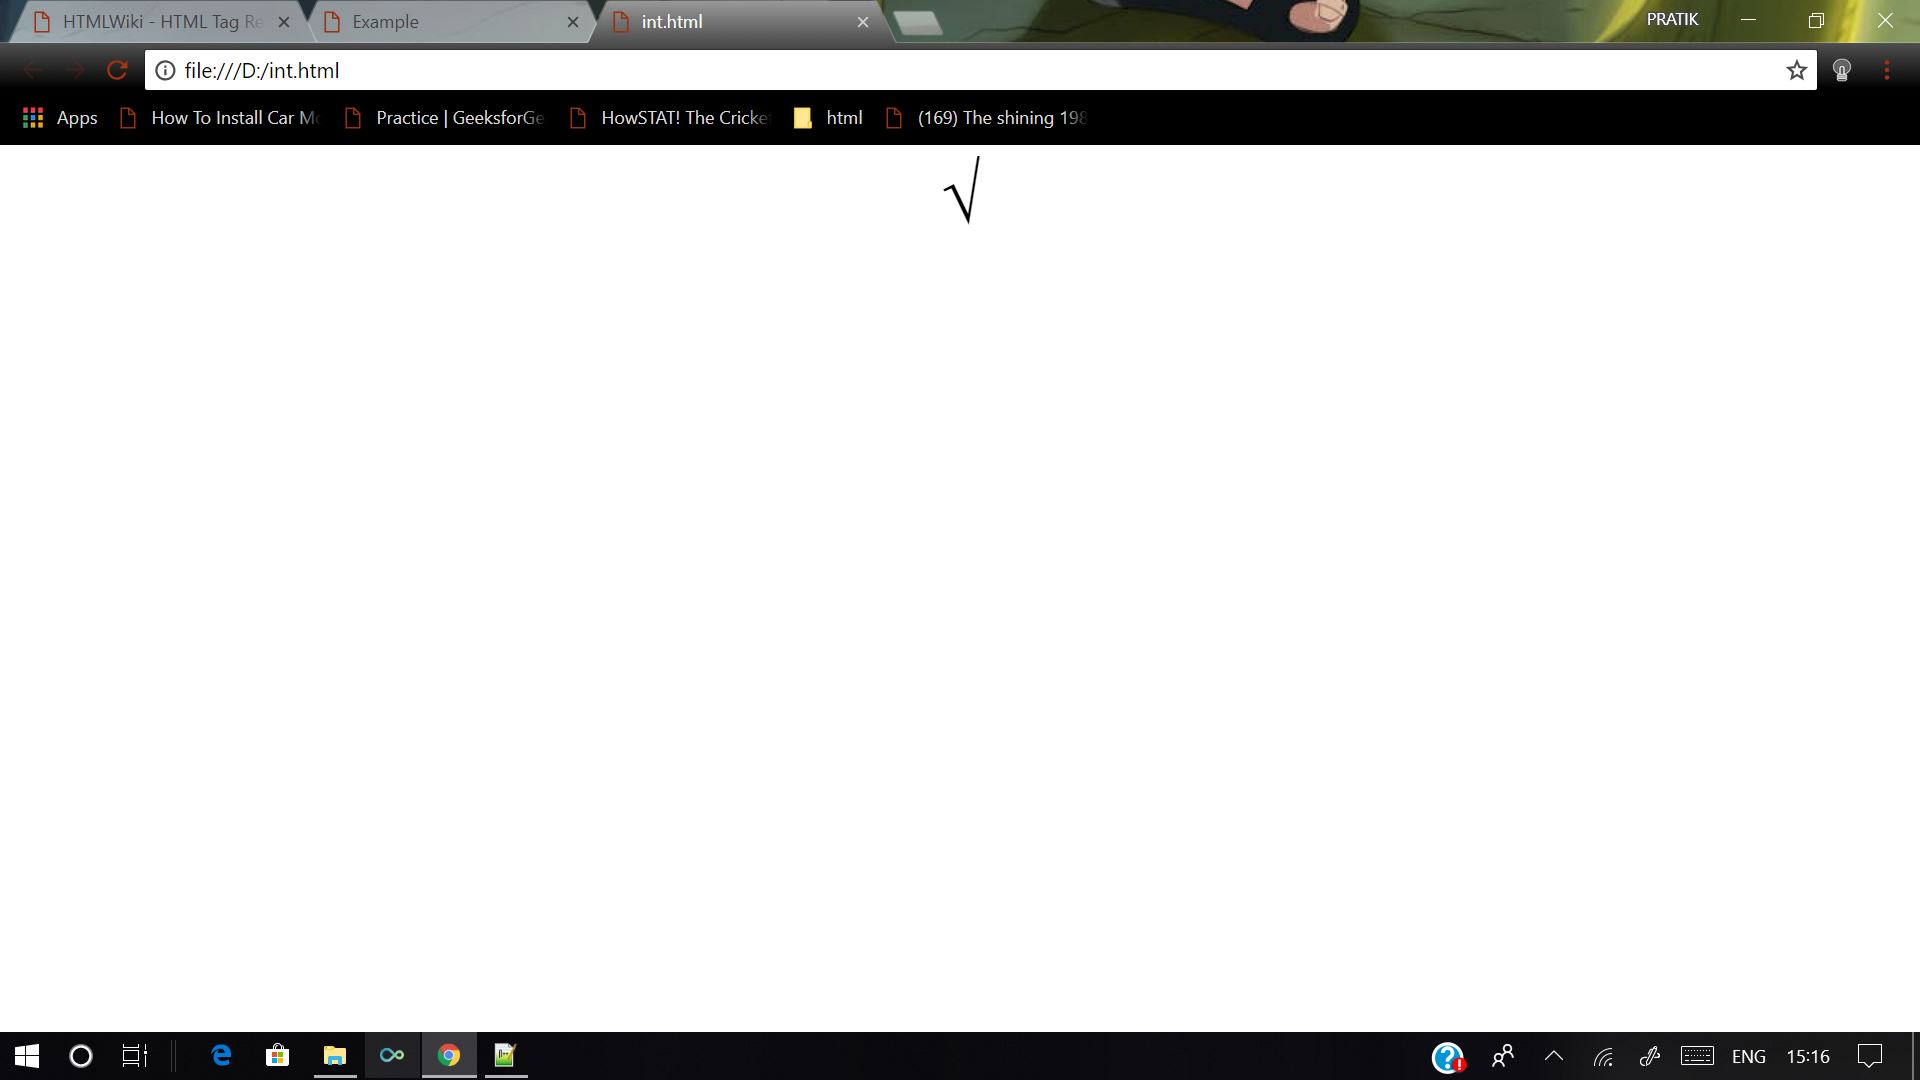 HTMLWiki - HTML Tag Re
Example
int.html
PRATIK
file:///D:/int.html
Apps
How To Install Car Mo
Practice | GeeksforGe
HowSTAT! The Cricke
html
(169) The shining 198
√
ENG
15:16